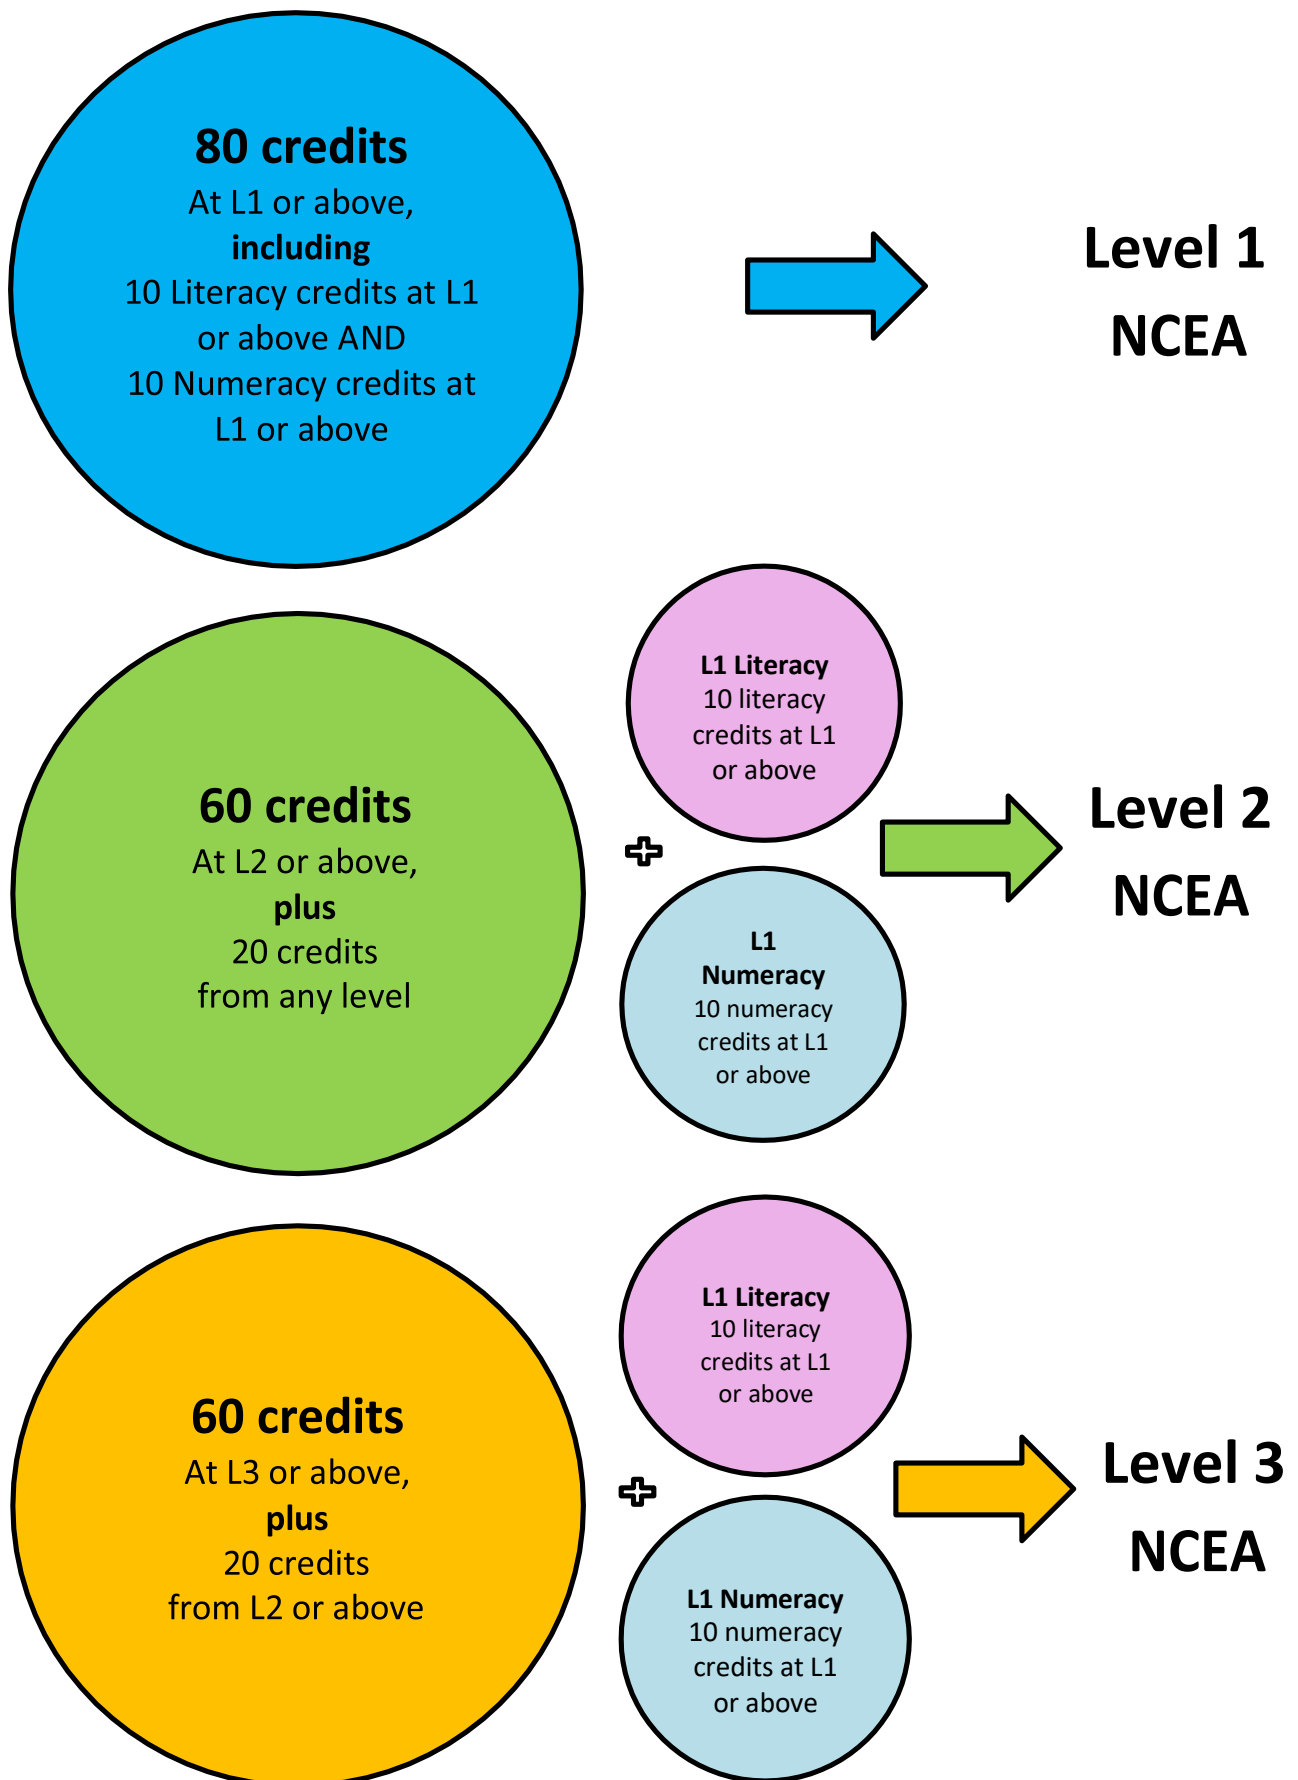 80 credits
At L1 or above,
including
10 Literacy credits at L1
or above AND
10 Numeracy credits at
L1 or above
Level 1
NCEA
60 credits
At L2 or above,
plus
20 credits
from any level
L1 Literacy
10 literacy
credits at L1
or above
L1
Numeracy
10 numeracy
credits at L1
or above
Level 2
NCEA
60 credits
At L3 or above,
plus
20 credits
from L2 or above
L1 Literacy
10 literacy
credits at L1
or above
L1 Numeracy
10 numeracy
credits at L1
or above
Level 3
NCEA